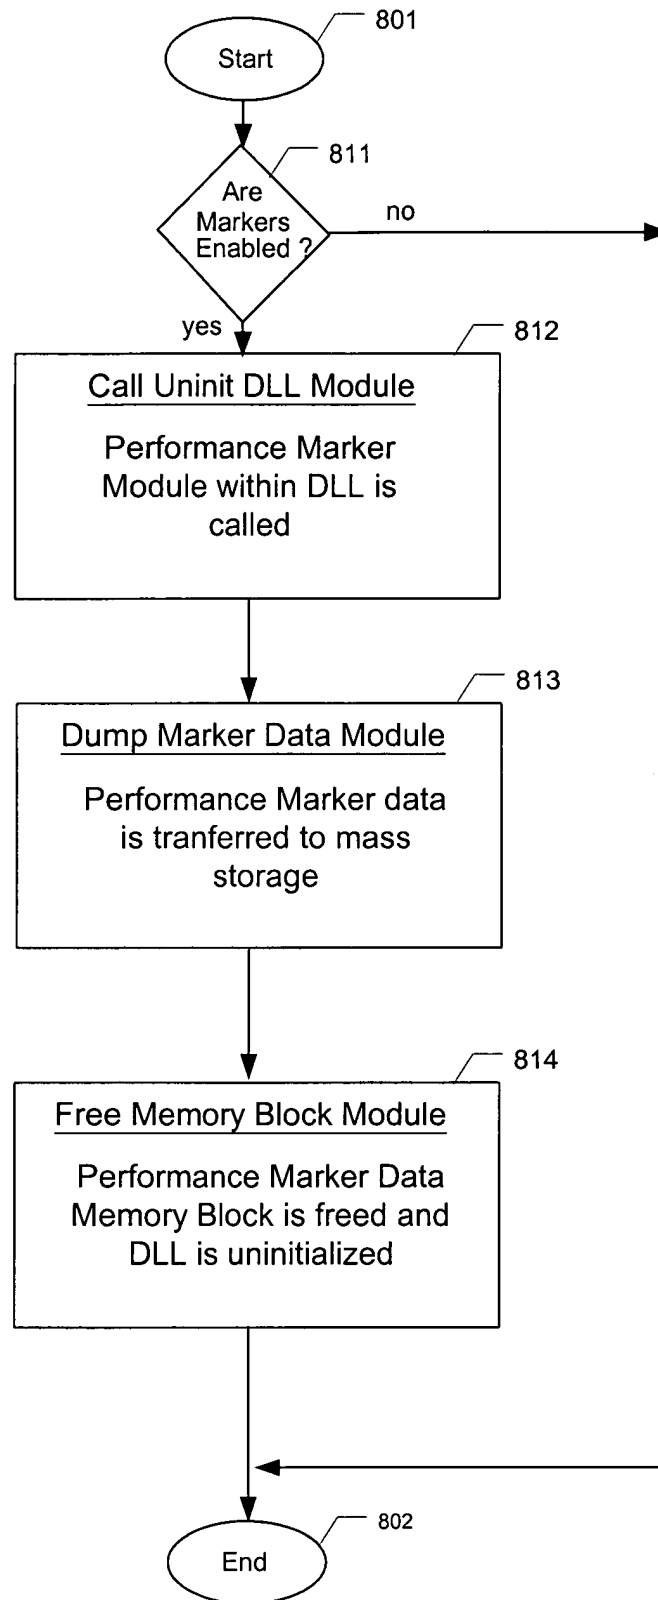 801
Start
811
Are
Markers
Enabled ?
no
yes
812
Call Uninit DLL Module
Performance Marker
Module within DLL is
called
813
Dump Marker Data Module
Performance Marker data
is tranferred to mass
storage
814
Free Memory Block Module
Performance Marker Data
Memory Block is freed and
DLL is uninitialized
802
End